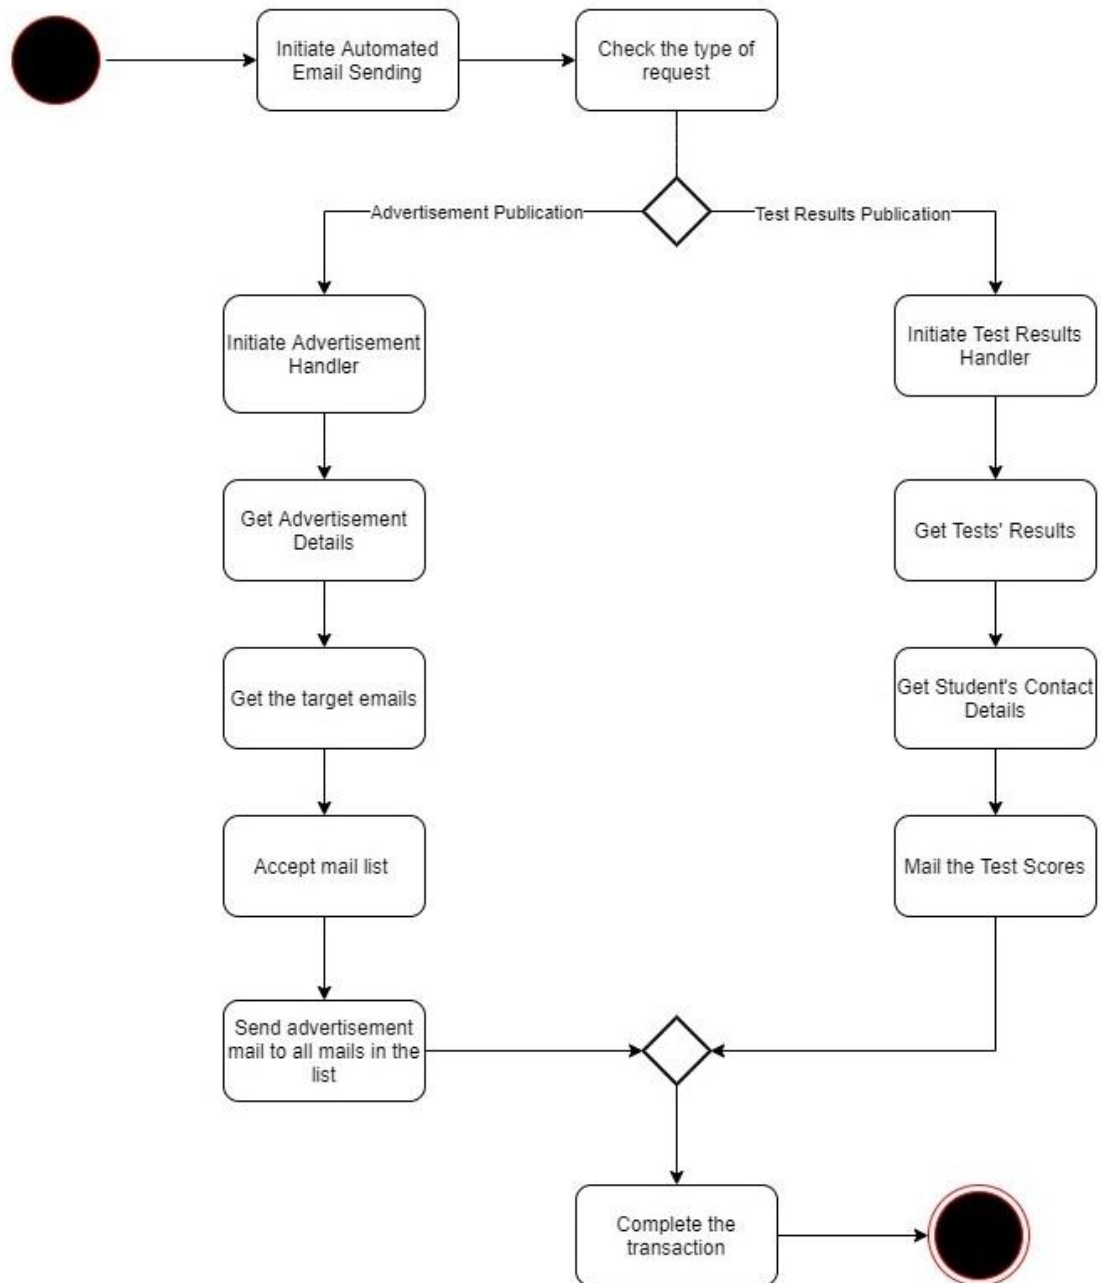 Initiate Automated
Email Sending
Check the type of
request
Advertisement Publication
Test Results Publication
Initiate Advertisement
Handler
Initiate Test Results
Handler
Get Advertisement
Details
Get Tests' Results
Get the target emails
Get Student's Contact
Details
Accept mail list
Mail the Test Scores
Send advertisement
mail to all mails in the
list
Complete the
transaction